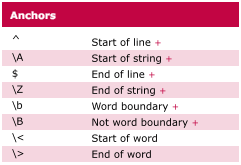 Anchors
^ Start of line +
\A Start of string +
$ End of line +
\Z End of string +
\b Word boundary +
\B Not word boundary +
\< Start of word
\> End of word